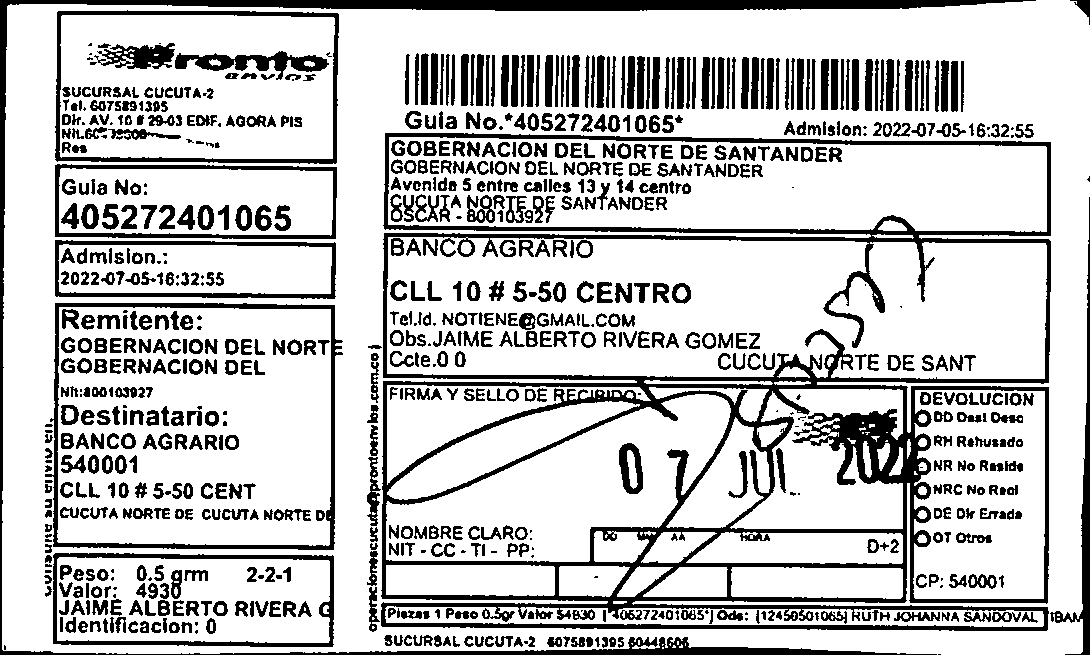 Pronto
envios
SUCURSAL CUCUTA-2
Tel. 6075891395
Dir. AV. 10 # 29-03 EDIF. AGORA PIS
Res
Guia No:
405272401065
Admision.:
2022-07-05-16:32:55
Remitente:
GOBERNACION DEL NORTE
GOBERNACION DEL
Nit:800103927
Destinatario:
BANCO AGRARIO
540001
CLL 10 # 5-50 CENT
CUCUTA NORTE DE CUCUTA NORTE DE
Peso: 0.5 grm 2-2-1
Valor: 4930
JAIME ALBERTO RIVERA G
Identificacion: 0
Guia No.*405272401065*
Admision: 2022-07-05-16:32:55
GOBERNACION DEL NORTE DE SANTANDER
GOBERNACION DEL NORTE DE SANTANDER
Avenida 5 entre calles 13 y 14 centro
CUCUTA NORTE DE SANTANDER
OSCAR - 800103927
BANCO AGRARIO
CLL 10 # 5-50 CENTRO
Tel.Id. NOTIENE@GMAIL.COM
Obs.JAIME ALBERTO RIVERA GOMEZ
Ccte.0 0 CUCUTA NORTE DE SANT
operacionescucuta@prontoenvios.com.co
FIRMA Y SELLO DE RECIBIDO:
07 JUL 2022
NOMBRE CLARO:
NIT - CC - TI - PP:
DD AA HORA
D+2
DEVOLUCION
DD Desl Desc
RH Rehusado
NR No Reside
NRC No Recl
DE Dir Errada
OT Otros
CP: 540001
Piezas 1 Peso 0.5gr Valor $4830 [*405272401065*] Ods: [12450501065] RUTH JOHANNA SANDOVAL
SUCURSAL CUCUTA-2 6075891395 60448606